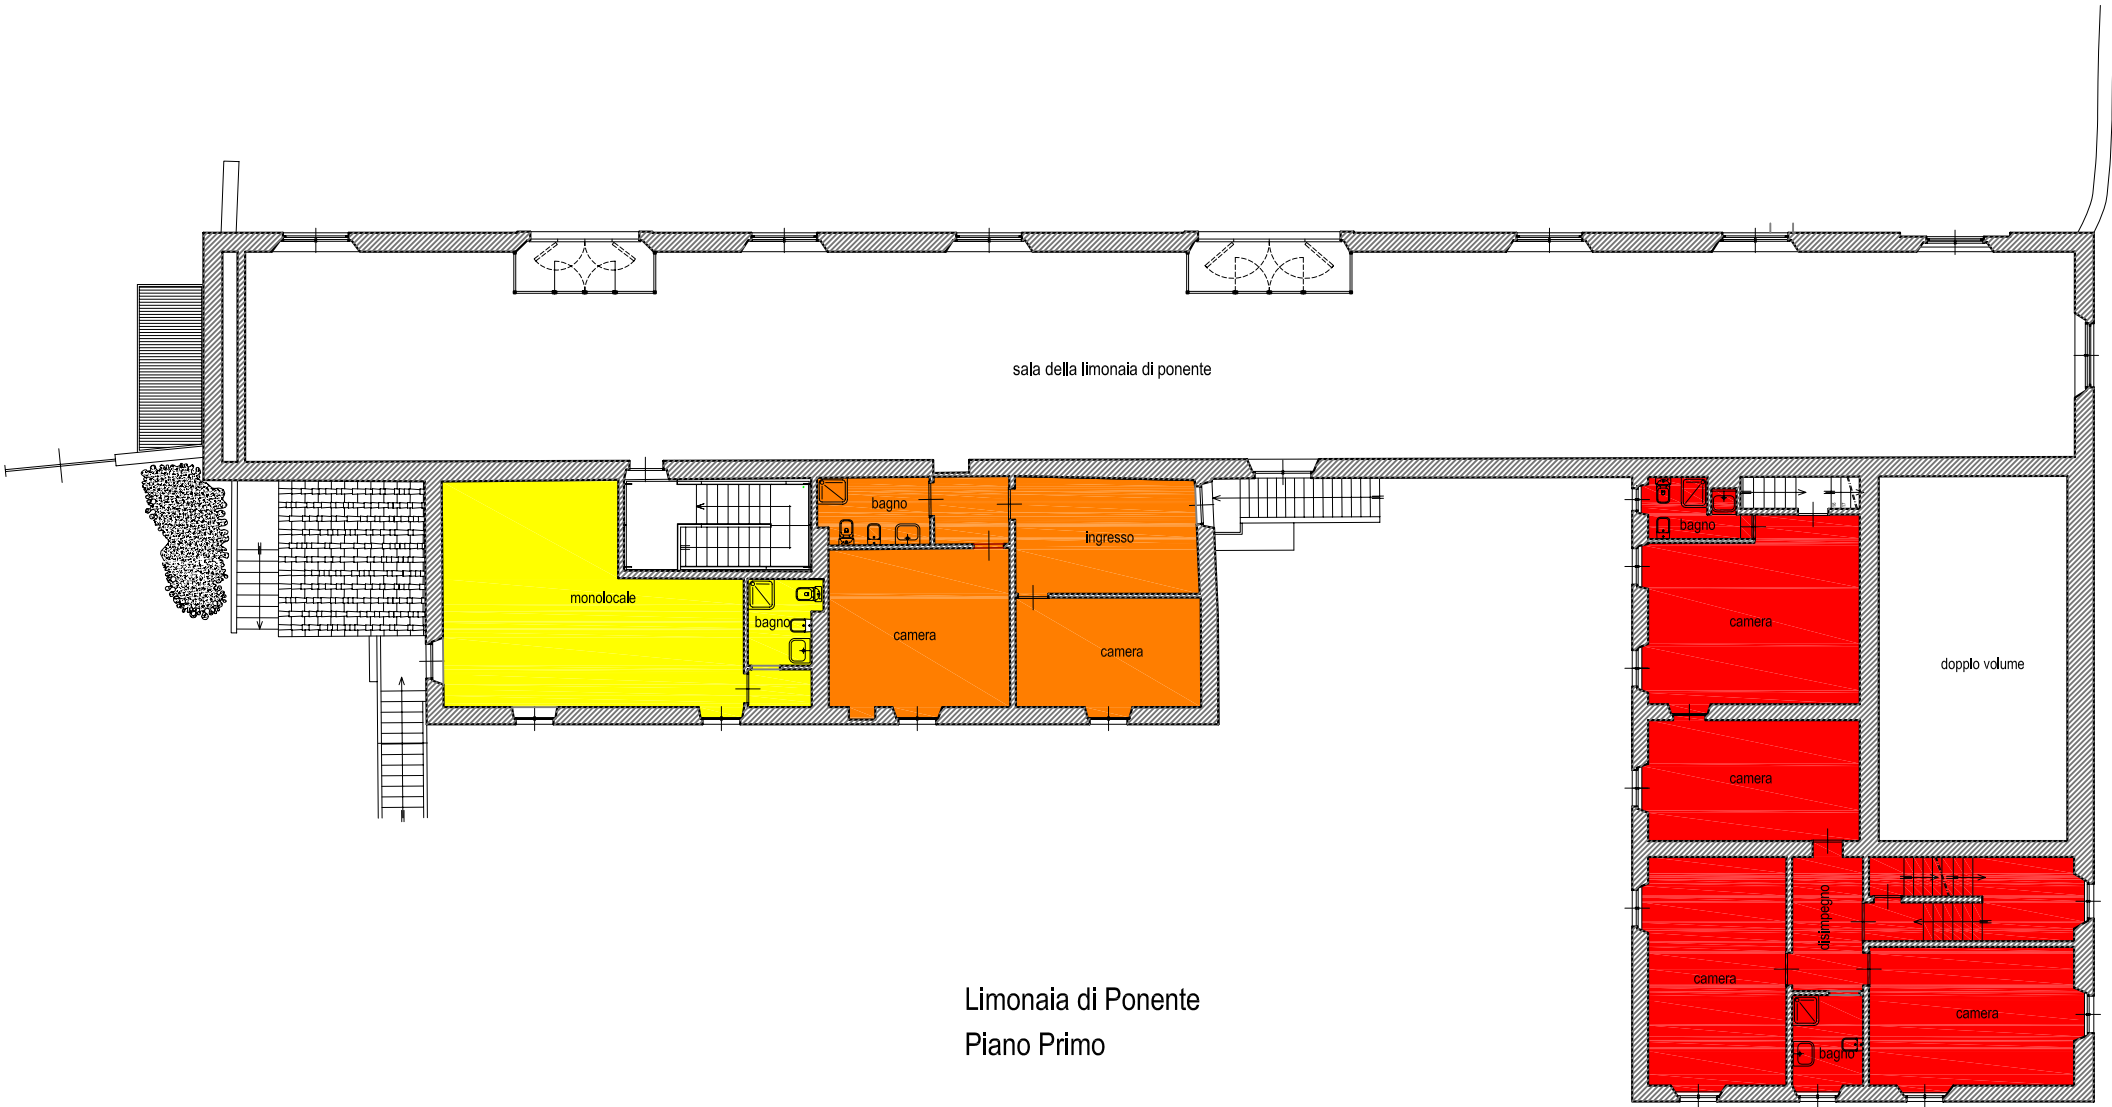 sala della limonaia di ponente
bagno
ingresso
bagno
monolocale
bagno
camera
camera
camera
doppio volume
camera
disimpegno
camera
camera
bagno
Limonaia di Ponente
Piano Primo